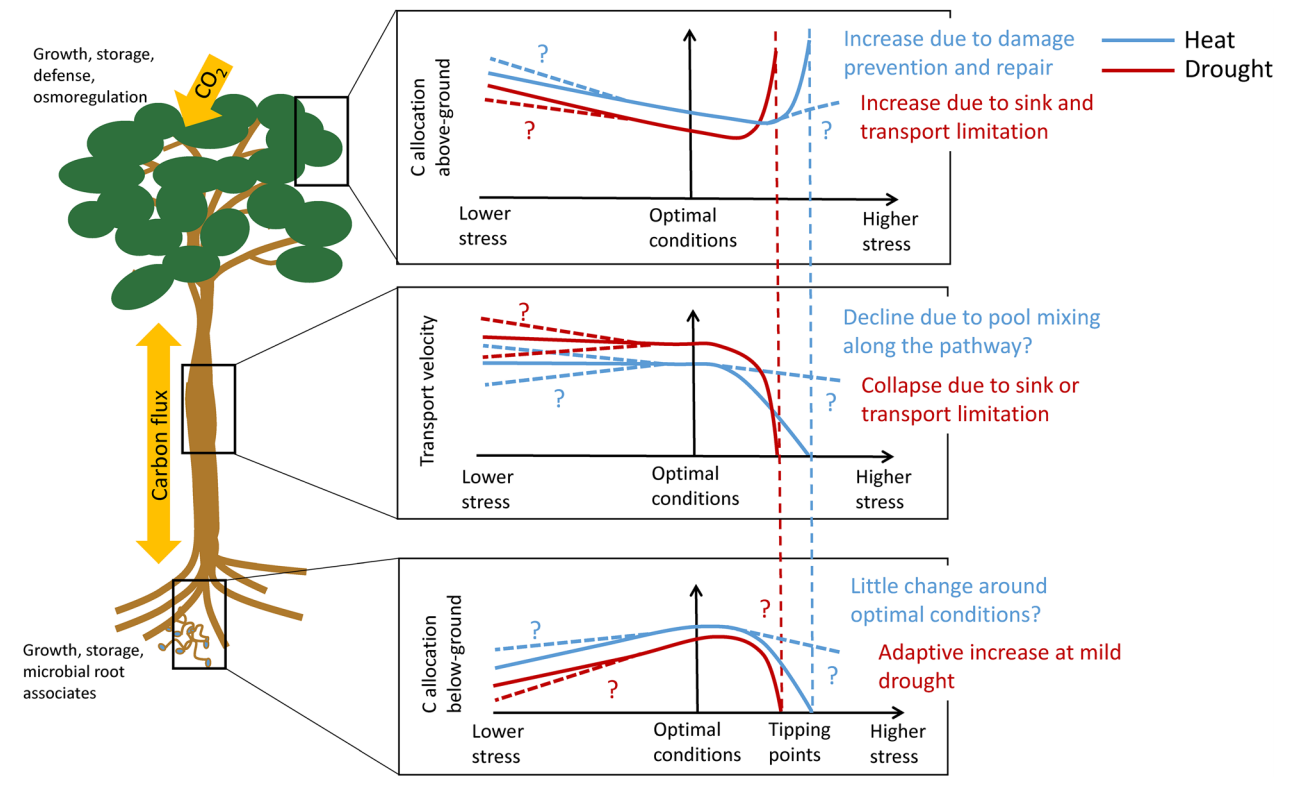 Growth, storage,
defense,
osmoregulation
CO2
C allocation
above-ground
?
?
?
Lower
stress
Optimal
conditions
Higher
stress
Increase due to damage
prevention and repair
Increase due to sink and
transport limitation
Heat
Drought
Carbon flux
Transport velocity
?
?
?
Lower
stress
Optimal
conditions
Higher
stress
Decline due to pool mixing
along the pathway?
Collapse due to sink or
transport limitation
Growth, storage,
microbial root
associates
C allocation
below-ground
?
?
?
?
Lower
stress
Optimal
conditions
Tipping
points
Higher
stress
Little change around
optimal conditions?
Adaptive increase at mild
drought